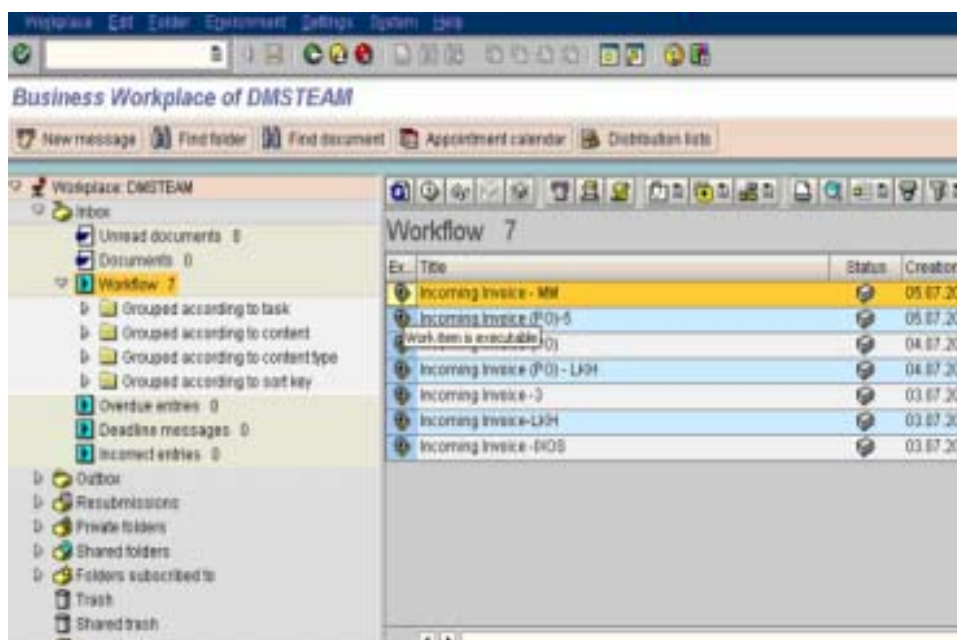 Workplace Edit Folder Environment Settings System Help
Business Workplace of DMSTEAM
New message Find folder Find document Appointment calendar Distribution lists
Workplace: DMSTEAM
Inbox
Unread documents 0
Documents 0
Workflow 7
Grouped according to task
Grouped according to content
Grouped according to content type
Grouped according to sort key
Overdue entries 0
Deadline messages 0
Incorrect entries 0
Outbox
Resubmissions
Private folders
Shared folders
Folders subscribed to
Trash
Shared trash
Workflow 7
Ex... Title Status Creation
Incoming Invoice - MM 05.07.20
Incoming Invoice (PO)-5 05.07.20
Work item is executable
04.07.20
Incoming Invoice (PO) - LKH 04.07.20
Incoming Invoice -3 03.07.20
Incoming Invoice-LKH 03.07.20
Incoming Invoice 03.07.20